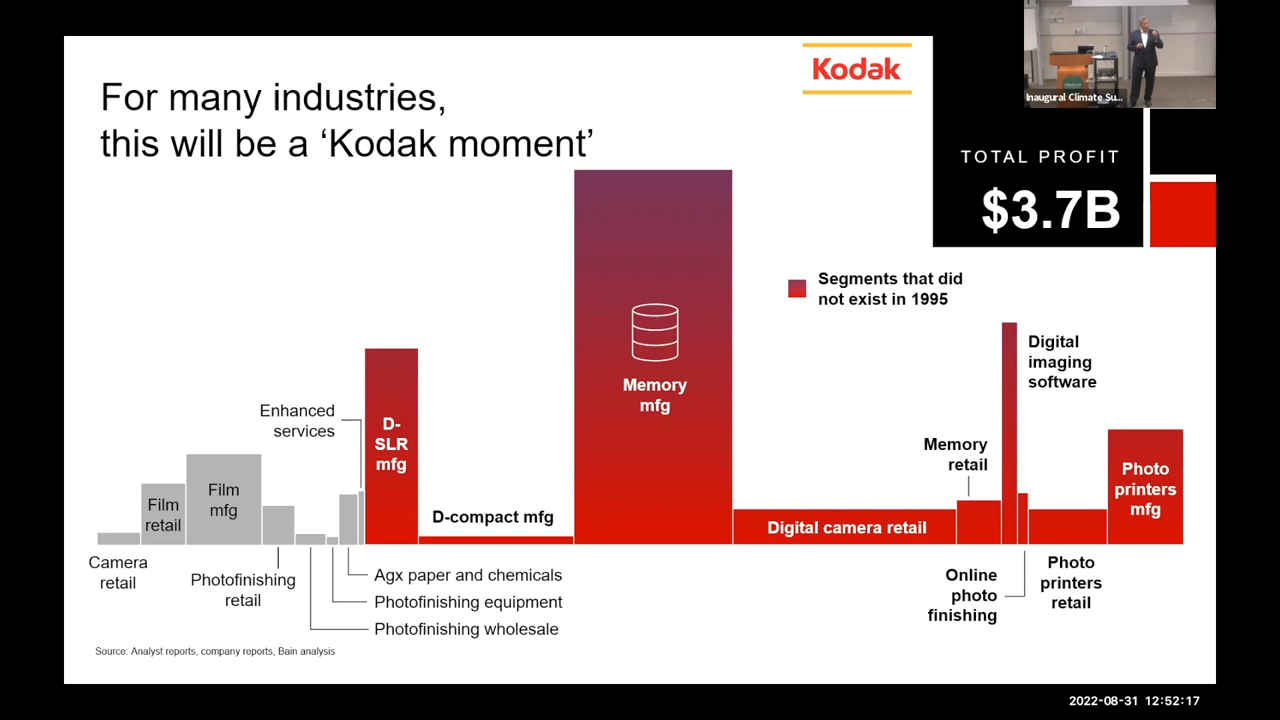 For many industries,
this will be a ‘Kodak moment’
Kodak
Inaugural Climate Su...
TOTAL PROFIT
$3.7B
Segments that did
not exist in 1995
Camera
retail
Film
retail
Film
mfg
Photofinishing
retail
Enhanced
services
Agx paper and chemicals
Photofinishing equipment
Photofinishing wholesale
D-
SLR
mfg
D-compact mfg
Memory
mfg
Digital camera retail
Memory
retail
Digital
imaging
software
Online
photo
finishing
Photo
printers
retail
Photo
printers
mfg
Source: Analyst reports, company reports, Bain analysis
2022-08-31 12:52:17